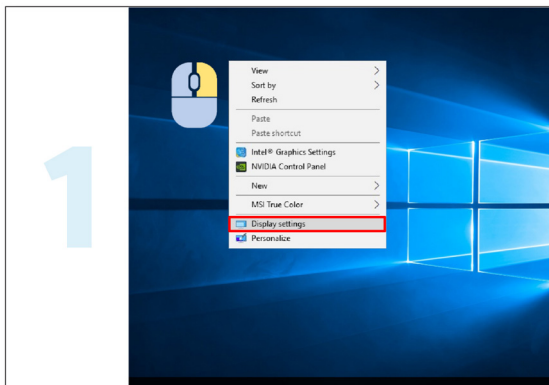 1
View
Sort by
Refresh
Paste
Paste shortcut
Intel® Graphics Settings
NVIDIA Control Panel
New
MSI True Color
Display settings
Personalize